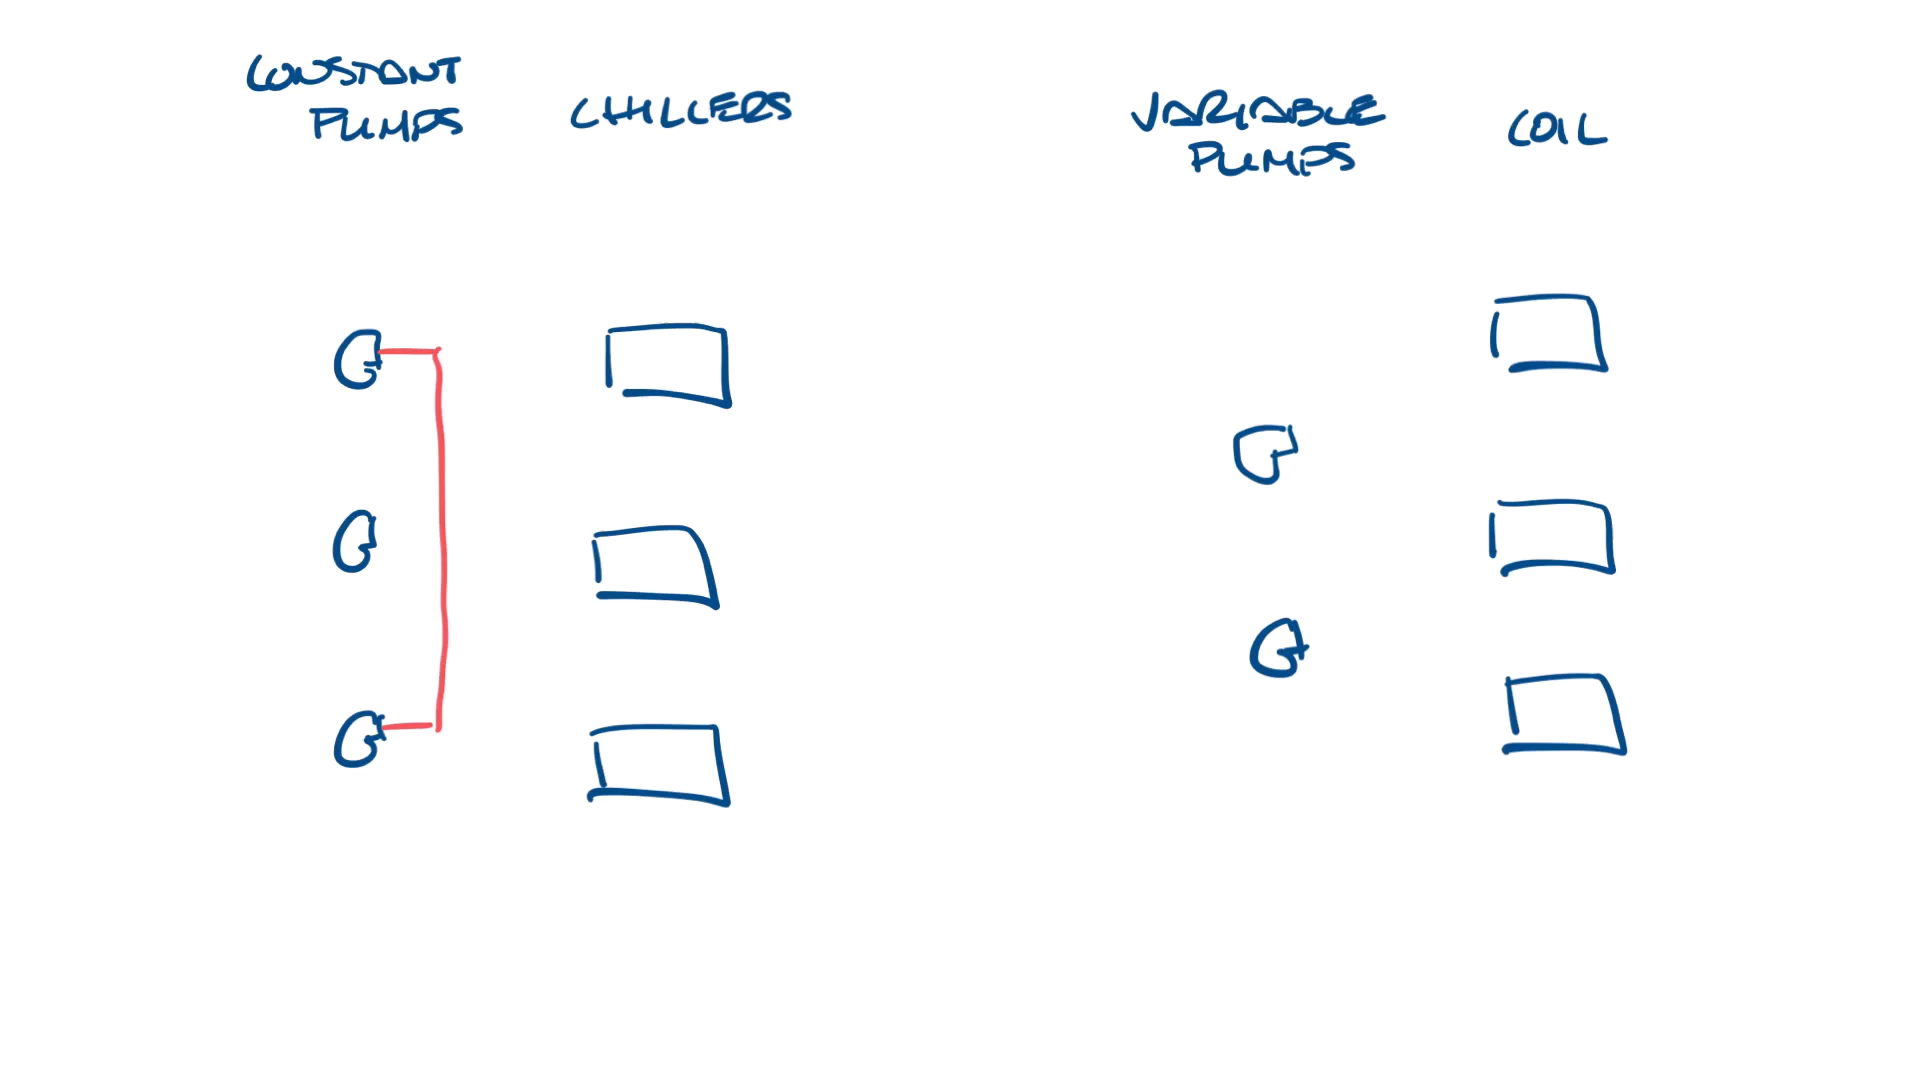 CONSTANT
PUMPS
CHILLERS
VARIABLE
PUMPS
COIL